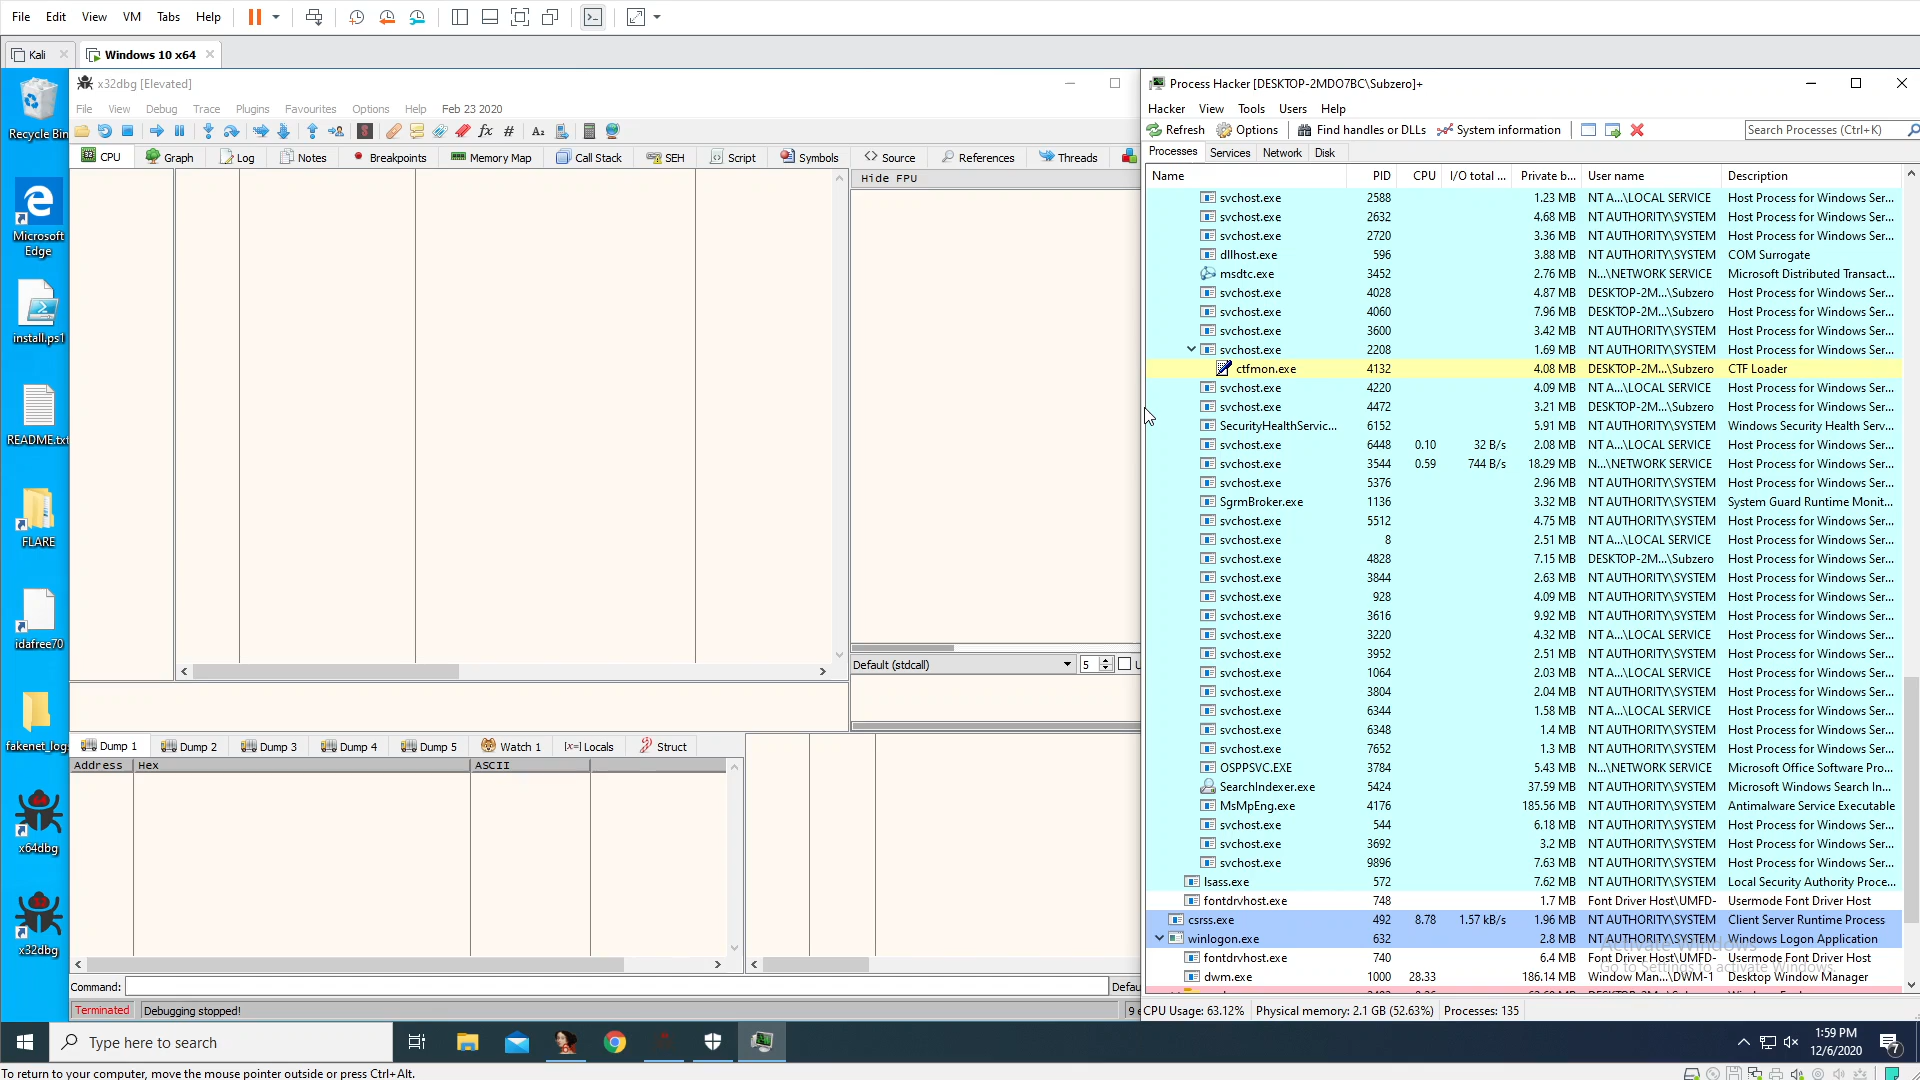 File Edit View VM Tabs Help
Kali
Windows 10 x64
Recycle Bin
Microsoft Edge
install.ps1
README.txt
FLARE
idafree70
fakenet_log
x64dbg
x32dbg
x32dbg [Elevated]
File View Debug Trace Plugins Favourites Options Help Feb 23 2020
CPU Graph Log Notes Breakpoints Memory Map Call Stack SEH Script Symbols Source References Threads
Hide FPU
Default (stdcall) 5 U
Dump 1 Dump 2 Dump 3 Dump 4 Dump 5 Watch 1 Locals Struct
Address Hex ASCII
Command: Defau
Terminated Debugging stopped!
Process Hacker [DESKTOP-2MDO7BC\Subzero]+
Hacker View Tools Users Help
Refresh Options Find handles or DLLs System information Search Processes (Ctrl+K)
Processes Services Network Disk
Name PID CPU I/O total ... Private b... User name Description
svchost.exe 2588 1.23 MB NT A...\LOCAL SERVICE Host Process for Windows Ser...
svchost.exe 2632 4.68 MB NT AUTHORITY\SYSTEM Host Process for Windows Ser...
svchost.exe 2720 3.36 MB NT AUTHORITY\SYSTEM Host Process for Windows Ser...
dllhost.exe 596 3.88 MB NT AUTHORITY\SYSTEM COM Surrogate
msdtc.exe 3452 2.76 MB N...\NETWORK SERVICE Microsoft Distributed Transact...
svchost.exe 4028 4.87 MB DESKTOP-2M...\Subzero Host Process for Windows Ser...
svchost.exe 4060 7.96 MB DESKTOP-2M...\Subzero Host Process for Windows Ser...
svchost.exe 3600 3.42 MB NT AUTHORITY\SYSTEM Host Process for Windows Ser...
svchost.exe 2208 1.69 MB NT AUTHORITY\SYSTEM Host Process for Windows Ser...
ctfmon.exe 4132 4.08 MB DESKTOP-2M...\Subzero CTF Loader
svchost.exe 4220 4.09 MB NT A...\LOCAL SERVICE Host Process for Windows Ser...
svchost.exe 4472 3.21 MB DESKTOP-2M...\Subzero Host Process for Windows Ser...
SecurityHealthServic... 6152 5.91 MB NT AUTHORITY\SYSTEM Windows Security Health Serv...
svchost.exe 6448 0.10 32 B/s 2.08 MB NT A...\LOCAL SERVICE Host Process for Windows Ser...
svchost.exe 3544 0.59 744 B/s 18.29 MB N...\NETWORK SERVICE Host Process for Windows Ser...
svchost.exe 5376 2.96 MB NT AUTHORITY\SYSTEM Host Process for Windows Ser...
SgrmBroker.exe 1136 3.32 MB NT AUTHORITY\SYSTEM System Guard Runtime Monit...
svchost.exe 5512 4.75 MB NT AUTHORITY\SYSTEM Host Process for Windows Ser...
svchost.exe 8 2.51 MB NT A...\LOCAL SERVICE Host Process for Windows Ser...
svchost.exe 4828 7.15 MB DESKTOP-2M...\Subzero Host Process for Windows Ser...
svchost.exe 3844 2.63 MB NT AUTHORITY\SYSTEM Host Process for Windows Ser...
svchost.exe 928 4.09 MB NT AUTHORITY\SYSTEM Host Process for Windows Ser...
svchost.exe 3616 9.92 MB NT AUTHORITY\SYSTEM Host Process for Windows Ser...
svchost.exe 3220 4.32 MB NT A...\LOCAL SERVICE Host Process for Windows Ser...
svchost.exe 3952 2.51 MB NT AUTHORITY\SYSTEM Host Process for Windows Ser...
svchost.exe 1064 2.03 MB NT A...\LOCAL SERVICE Host Process for Windows Ser...
svchost.exe 3804 2.04 MB NT AUTHORITY\SYSTEM Host Process for Windows Ser...
svchost.exe 6344 1.58 MB NT A...\LOCAL SERVICE Host Process for Windows Ser...
svchost.exe 6348 1.4 MB NT AUTHORITY\SYSTEM Host Process for Windows Ser...
svchost.exe 7652 1.3 MB NT AUTHORITY\SYSTEM Host Process for Windows Ser...
OSPPSVC.EXE 3784 5.43 MB N...\NETWORK SERVICE Microsoft Office Software Pro...
SearchIndexer.exe 5424 37.59 MB NT AUTHORITY\SYSTEM Microsoft Windows Search In...
MsMpEng.exe 4176 185.56 MB NT AUTHORITY\SYSTEM Antimalware Service Executable
svchost.exe 544 6.18 MB NT AUTHORITY\SYSTEM Host Process for Windows Ser...
svchost.exe 3692 3.2 MB NT AUTHORITY\SYSTEM Host Process for Windows Ser...
svchost.exe 9896 7.63 MB NT AUTHORITY\SYSTEM Host Process for Windows Ser...
lsass.exe 572 7.62 MB NT AUTHORITY\SYSTEM Local Security Authority Proce...
fontdrvhost.exe 748 1.7 MB Font Driver Host\UMFD- Usermode Font Driver Host
csrss.exe 492 8.78 1.57 kB/s 1.96 MB NT AUTHORITY\SYSTEM Client Server Runtime Process
winlogon.exe 632 2.8 MB NT AUTHORITY\SYSTEM Windows Logon Application
fontdrvhost.exe 740 6.4 MB Font Driver Host\UMFD- Usermode Font Driver Host
dwm.exe 1000 28.33 186.14 MB Window Man...\DWM-1 Desktop Window Manager
Activate Windows
Go to Settings to activate Windows.
CPU Usage: 63.12% Physical memory: 2.1 GB (52.63%) Processes: 135
Type here to search
1:59 PM
12/6/2020
7
To return to your computer, move the mouse pointer outside or press Ctrl+Alt.